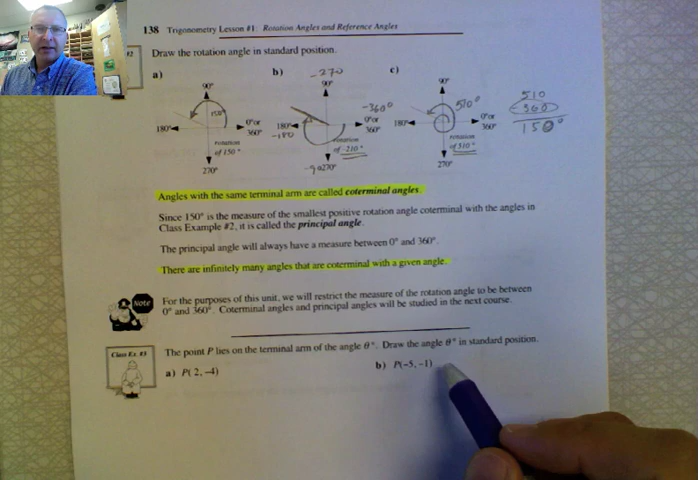 138 Trigonometry Lesson #1: Rotation Angles and Reference Angles
#2
Draw the rotation angle in standard position.
a)
b)
c)
-270
90°
90°
90°
150°
-360°
510°
510
360
150°
180°
0° or
360°
180°
-180
0° or
360°
180°
0° or
360°
rotation
of 150°
rotation
of -210°
rotation
of 510°
270°
-90
270°
270°
Angles with the same terminal arm are called coterminal angles.
Since 150° is the measure of the smallest positive rotation angle coterminal with the angles in
Class Example #2, it is called the principal angle.
The principal angle will always have a measure between 0° and 360°.
There are infinitely many angles that are coterminal with a given angle.
Note
For the purposes of this unit, we will restrict the measure of the rotation angle to be between
0° and 360°. Coterminal angles and principal angles will be studied in the next course.
Class Ex. #3
The point P lies on the terminal arm of the angle θ°. Draw the angle θ° in standard position.
a) P(2, -4)
b) P(-5, -1)